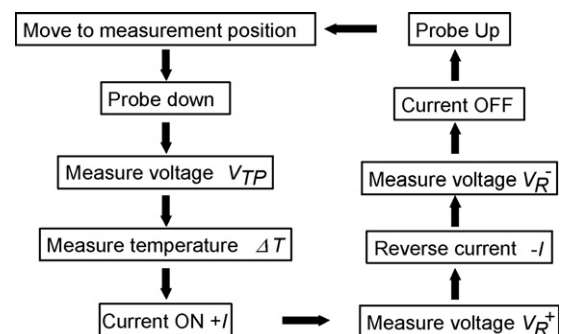 Move to measurement position
Probe down
Measure voltage V_TP
Measure temperature ΔT
Current ON +I
Measure voltage V_R^+
Reverse current -I
Measure voltage V_R^-
Current OFF
Probe Up